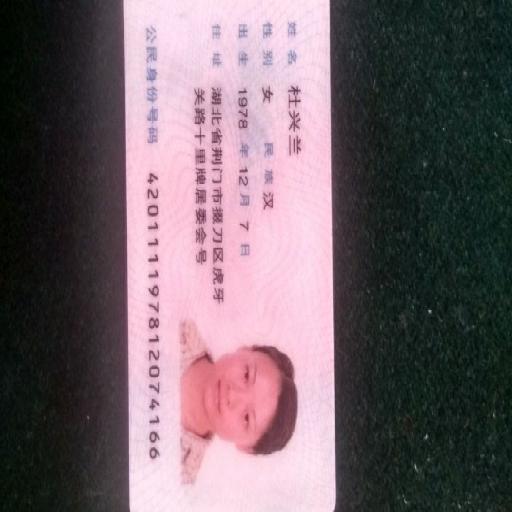 姓名 杜兴兰
性别 女 民族 汉
出生 1978 年 12 月 7 日
住址 湖北省荆门市掇刀区虎牙
关路十里牌居委会号
公民身份号码 420111197812074166